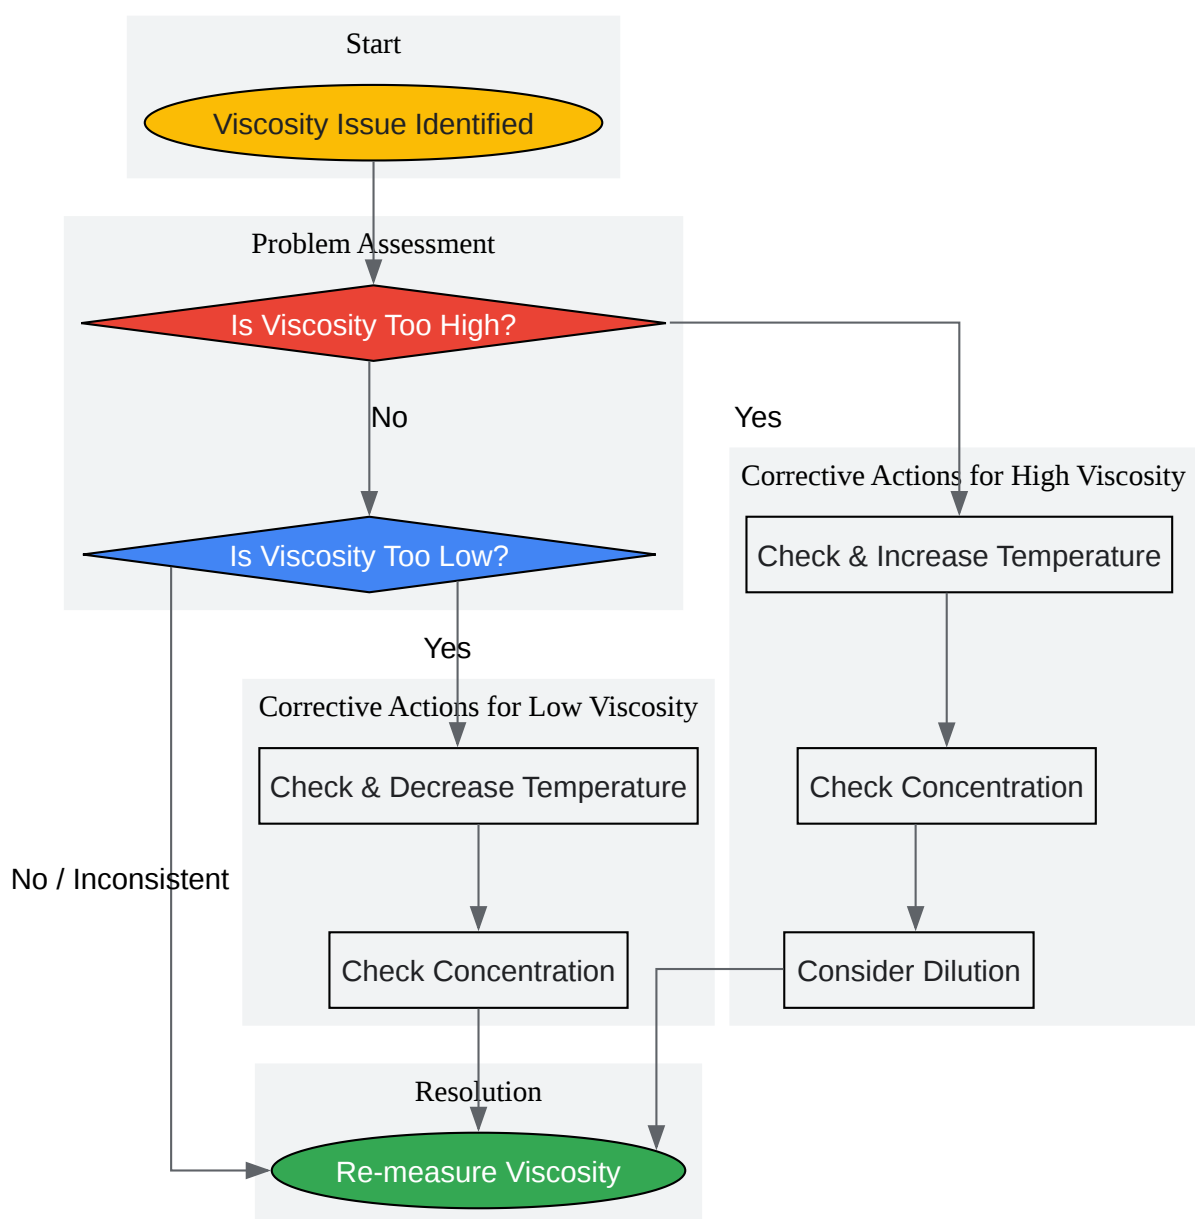 Start
Viscosity Issue Identified
Problem Assessment
Is Viscosity Too High?
No
Yes
Corrective Actions for High Viscosity
Is Viscosity Too Low?
Check & Increase Temperature
Yes
Corrective Actions for Low Viscosity
Check & Decrease Temperature
Check Concentration
No / Inconsistent
Check Concentration
Consider Dilution
Resolution
Re-measure Viscosity